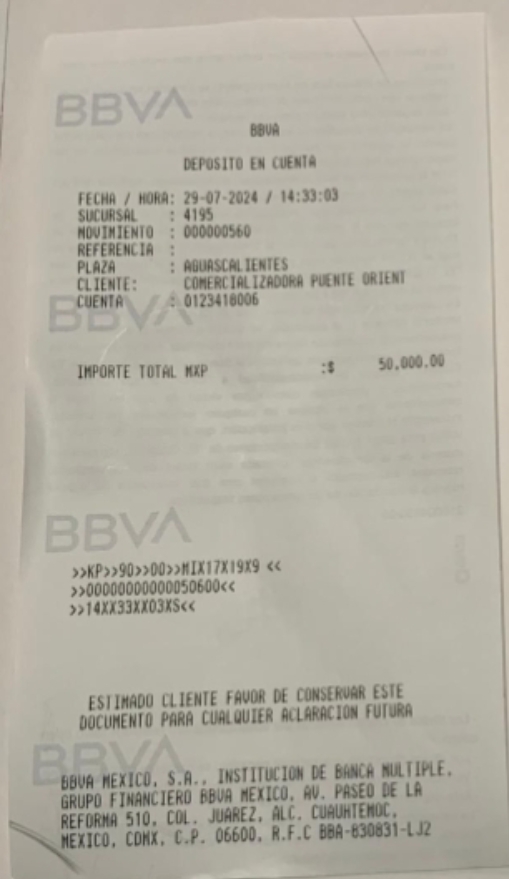 BBVA
BBVA
DEPOSITO EN CUENTA
FECHA / HORA: 29-07-2024 / 14:33:03
SUCURSAL : 4195
MOVIMIENTO : 000000560
REFERENCIA :
PLAZA : AGUASCALIENTES
CLIENTE: COMERCIALIZADORA PUENTE ORIENT
CUENTA : 0123418006
BBVA
IMPORTE TOTAL MXP :$ 50,000.00
BBVA
>>KP>>90>>00>>MIX17X19X9 <<
>>00000000000050600<<
>>14XX33XX03XS<<
ESTIMADO CLIENTE FAVOR DE CONSERVAR ESTE
DOCUMENTO PARA CUALQUIER ACLARACION FUTURA
BBVA
BBVA MEXICO, S.A., INSTITUCION DE BANCA MULTIPLE,
GRUPO FINANCIERO BBVA MEXICO, AV. PASEO DE LA
REFORMA 510, COL. JUAREZ, ALC. CUAUHTEMOC,
MEXICO, CDMX, C.P. 06600, R.F.C BBA-830831-LJ2